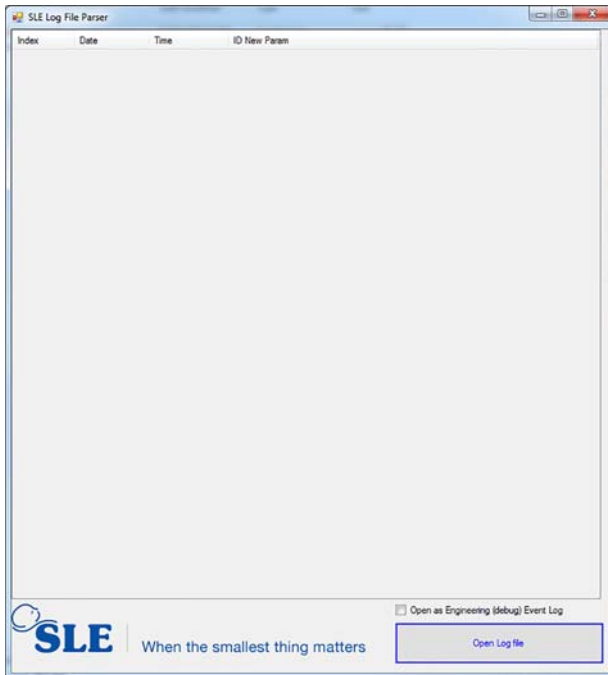 SLE Log File Parser
Index Date Time ID New Param
Open as Engineering (debug) Event Log
SLE When the smallest thing matters
Open Log file